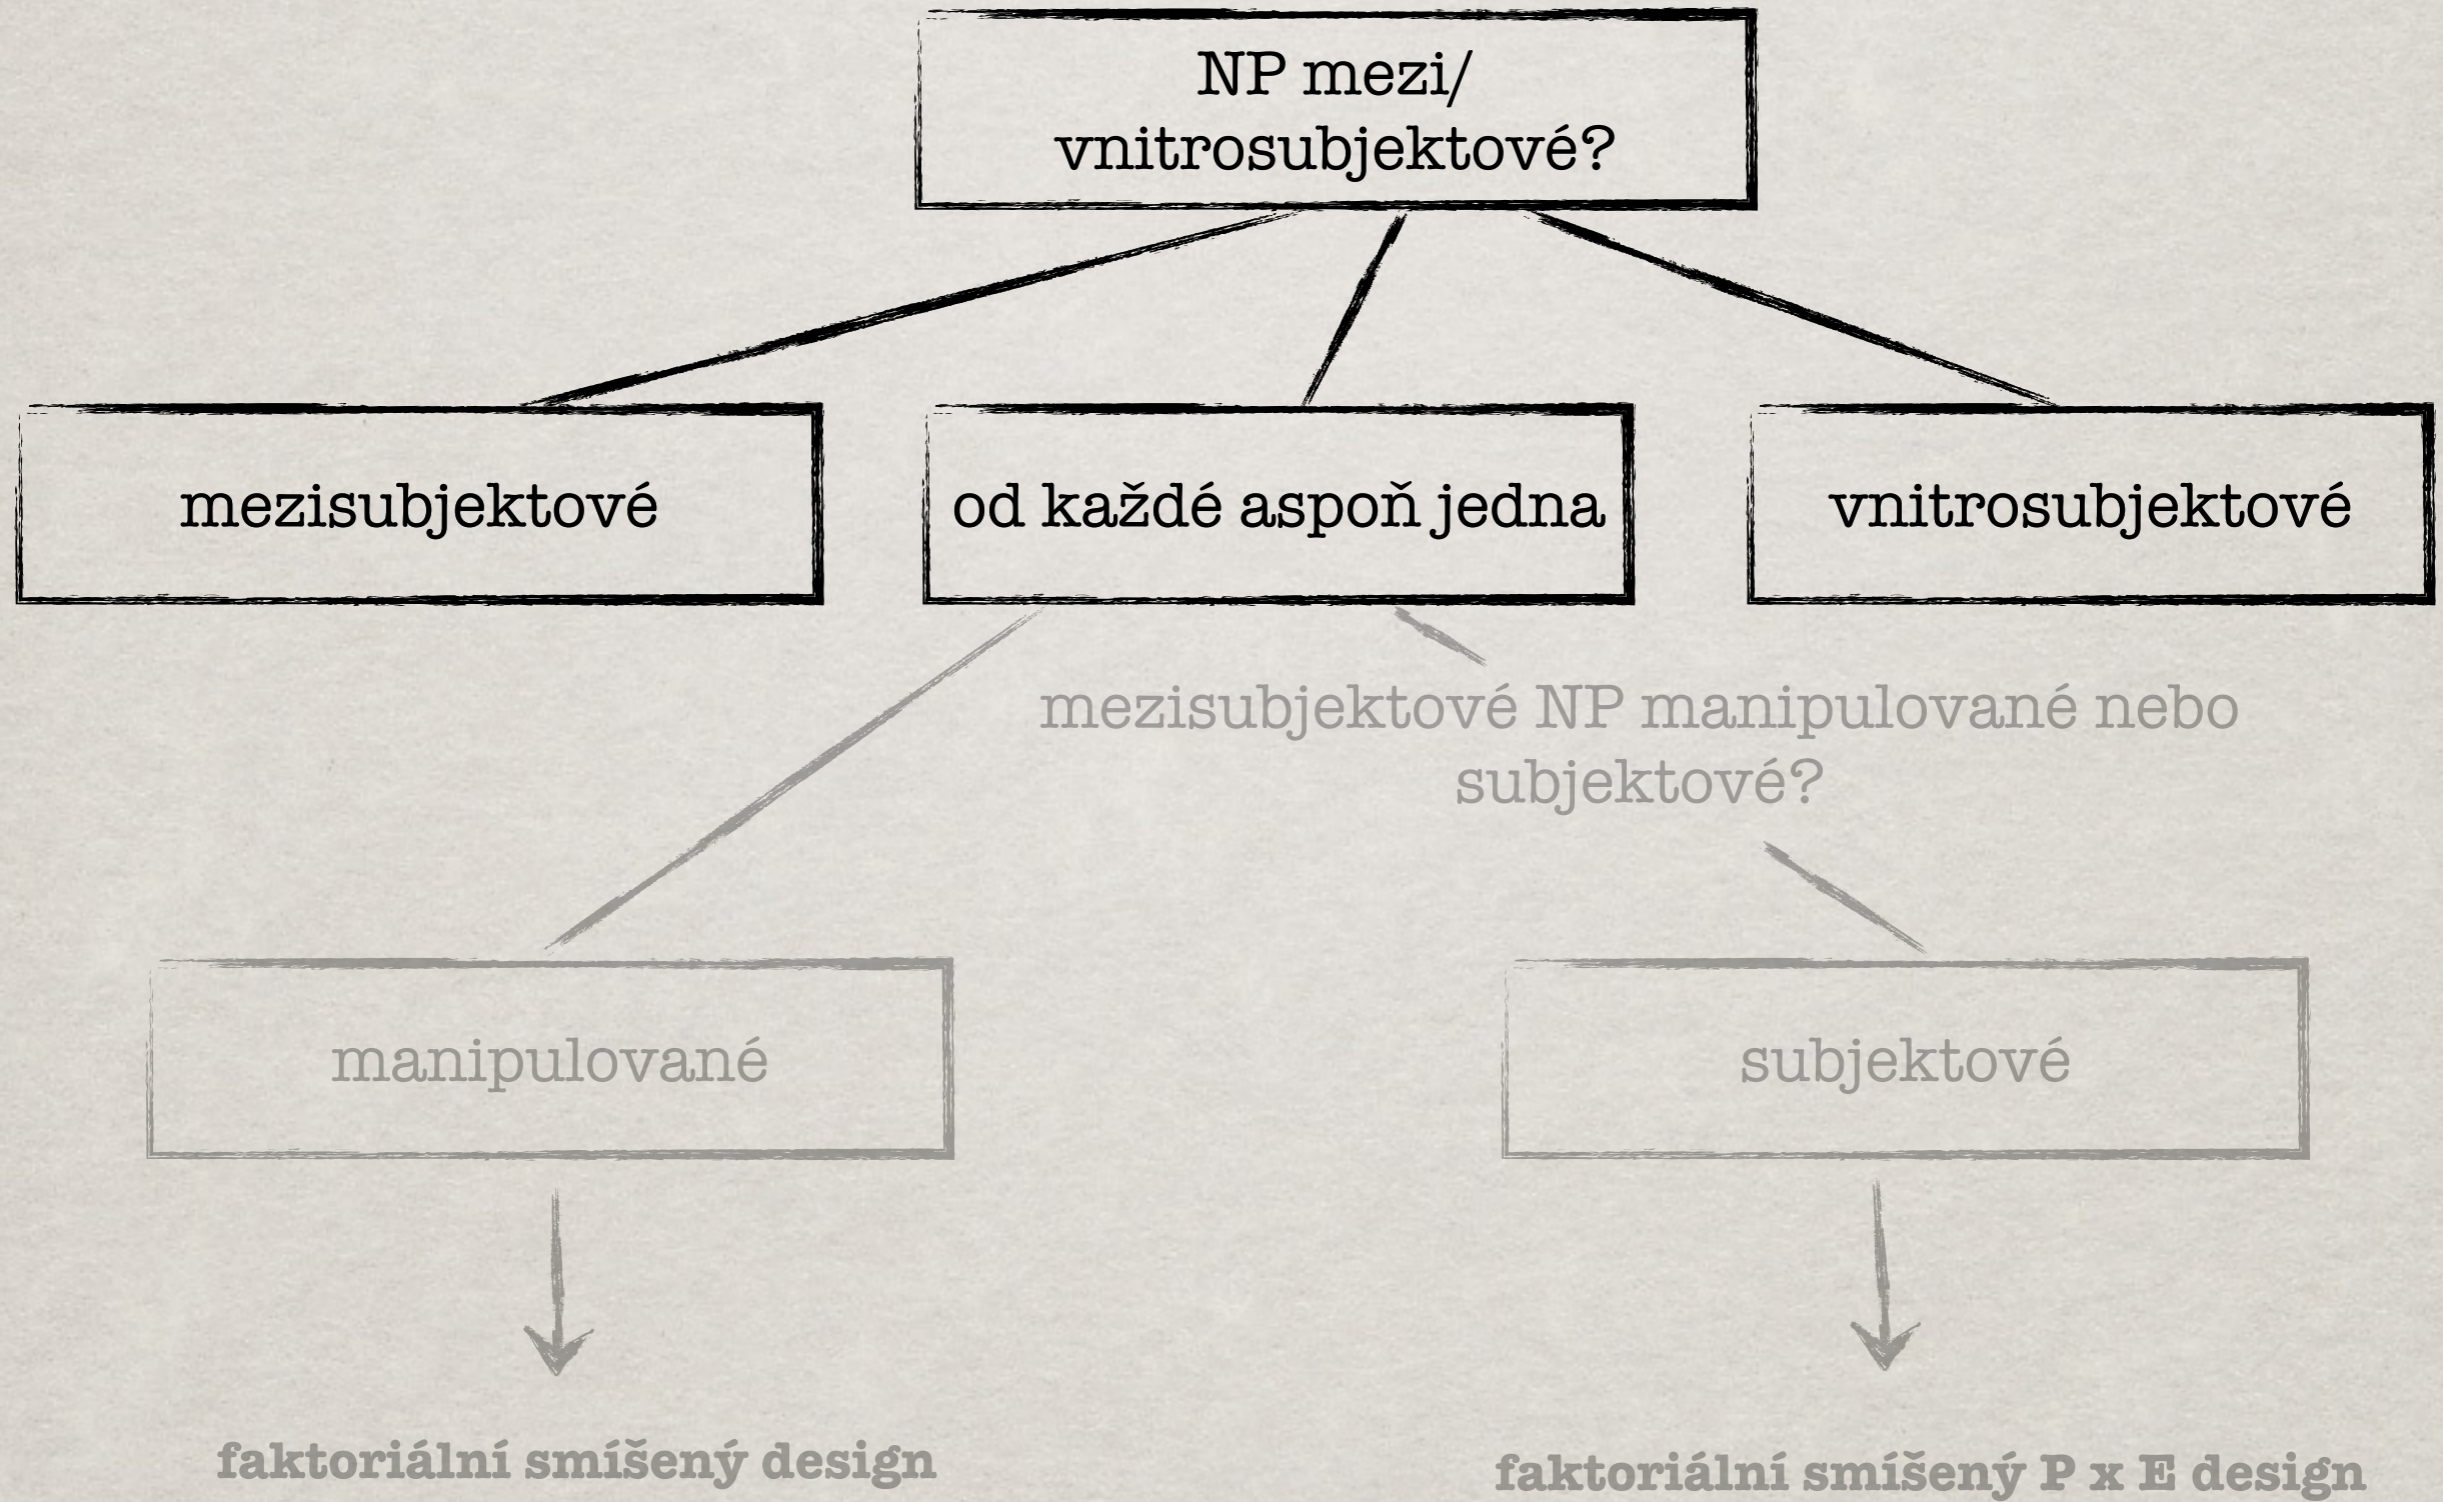 NP mezi/
vnitrosubjektové?
mezisubjektové
od každé aspoň jedna
vnitrosubjektové
mezisubjektové NP manipulované nebo
subjektové?
manipulované
subjektové
faktoriální smíšený design
faktoriální smíšený P x E design